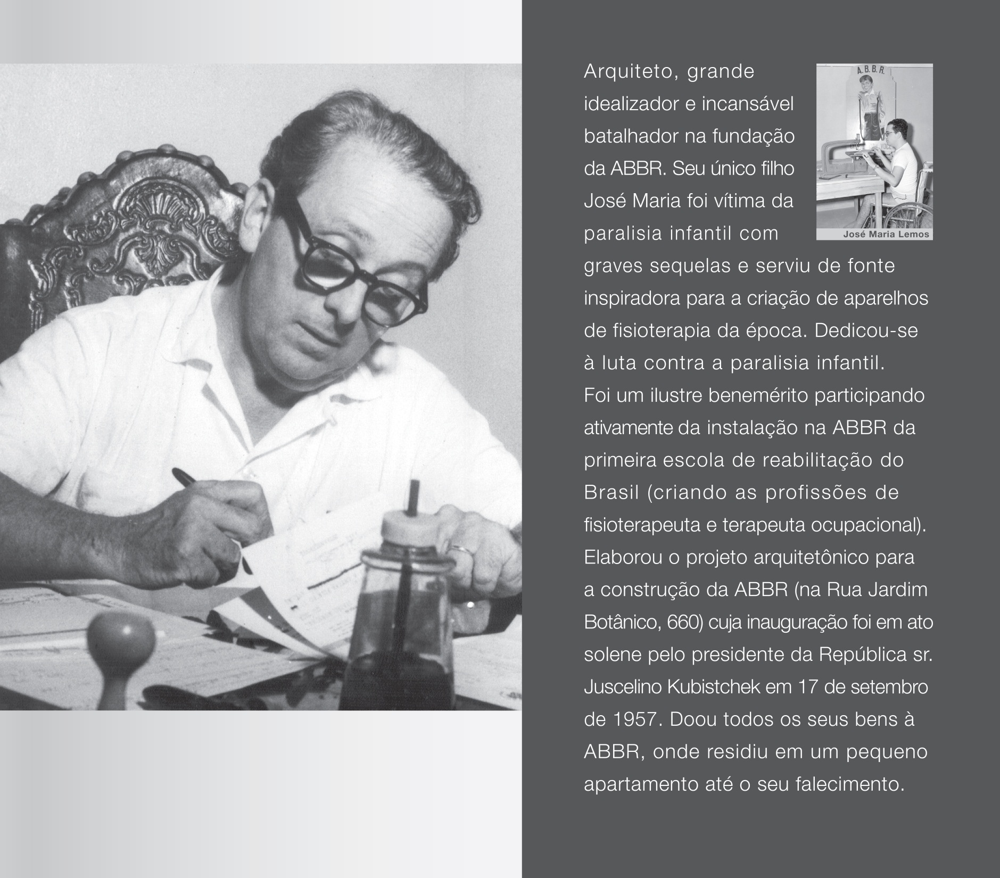 Arquiteto, grande
idealizador e incansável
batalhador na fundação
da ABBR. Seu único filho
José Maria foi vítima da
paralisia infantil com
graves sequelas e serviu de fonte
inspiradora para a criação de aparelhos
de fisioterapia da época. Dedicou-se
à luta contra a paralisia infantil.
Foi um ilustre benemérito participando
ativamente da instalação na ABBR da
primeira escola de reabilitação do
Brasil (criando as profissões de
fisioterapeuta e terapeuta ocupacional).
Elaborou o projeto arquitetônico para
a construção da ABBR (na Rua Jardim
Botânico, 660) cuja inauguração foi em ato
solene pelo presidente da República sr.
Juscelino Kubistchek em 17 de setembro
de 1957. Doou todos os seus bens à
ABBR, onde residiu em um pequeno
apartamento até o seu falecimento.
A.B.B.R.
VOCÊ
José Maria Lemos